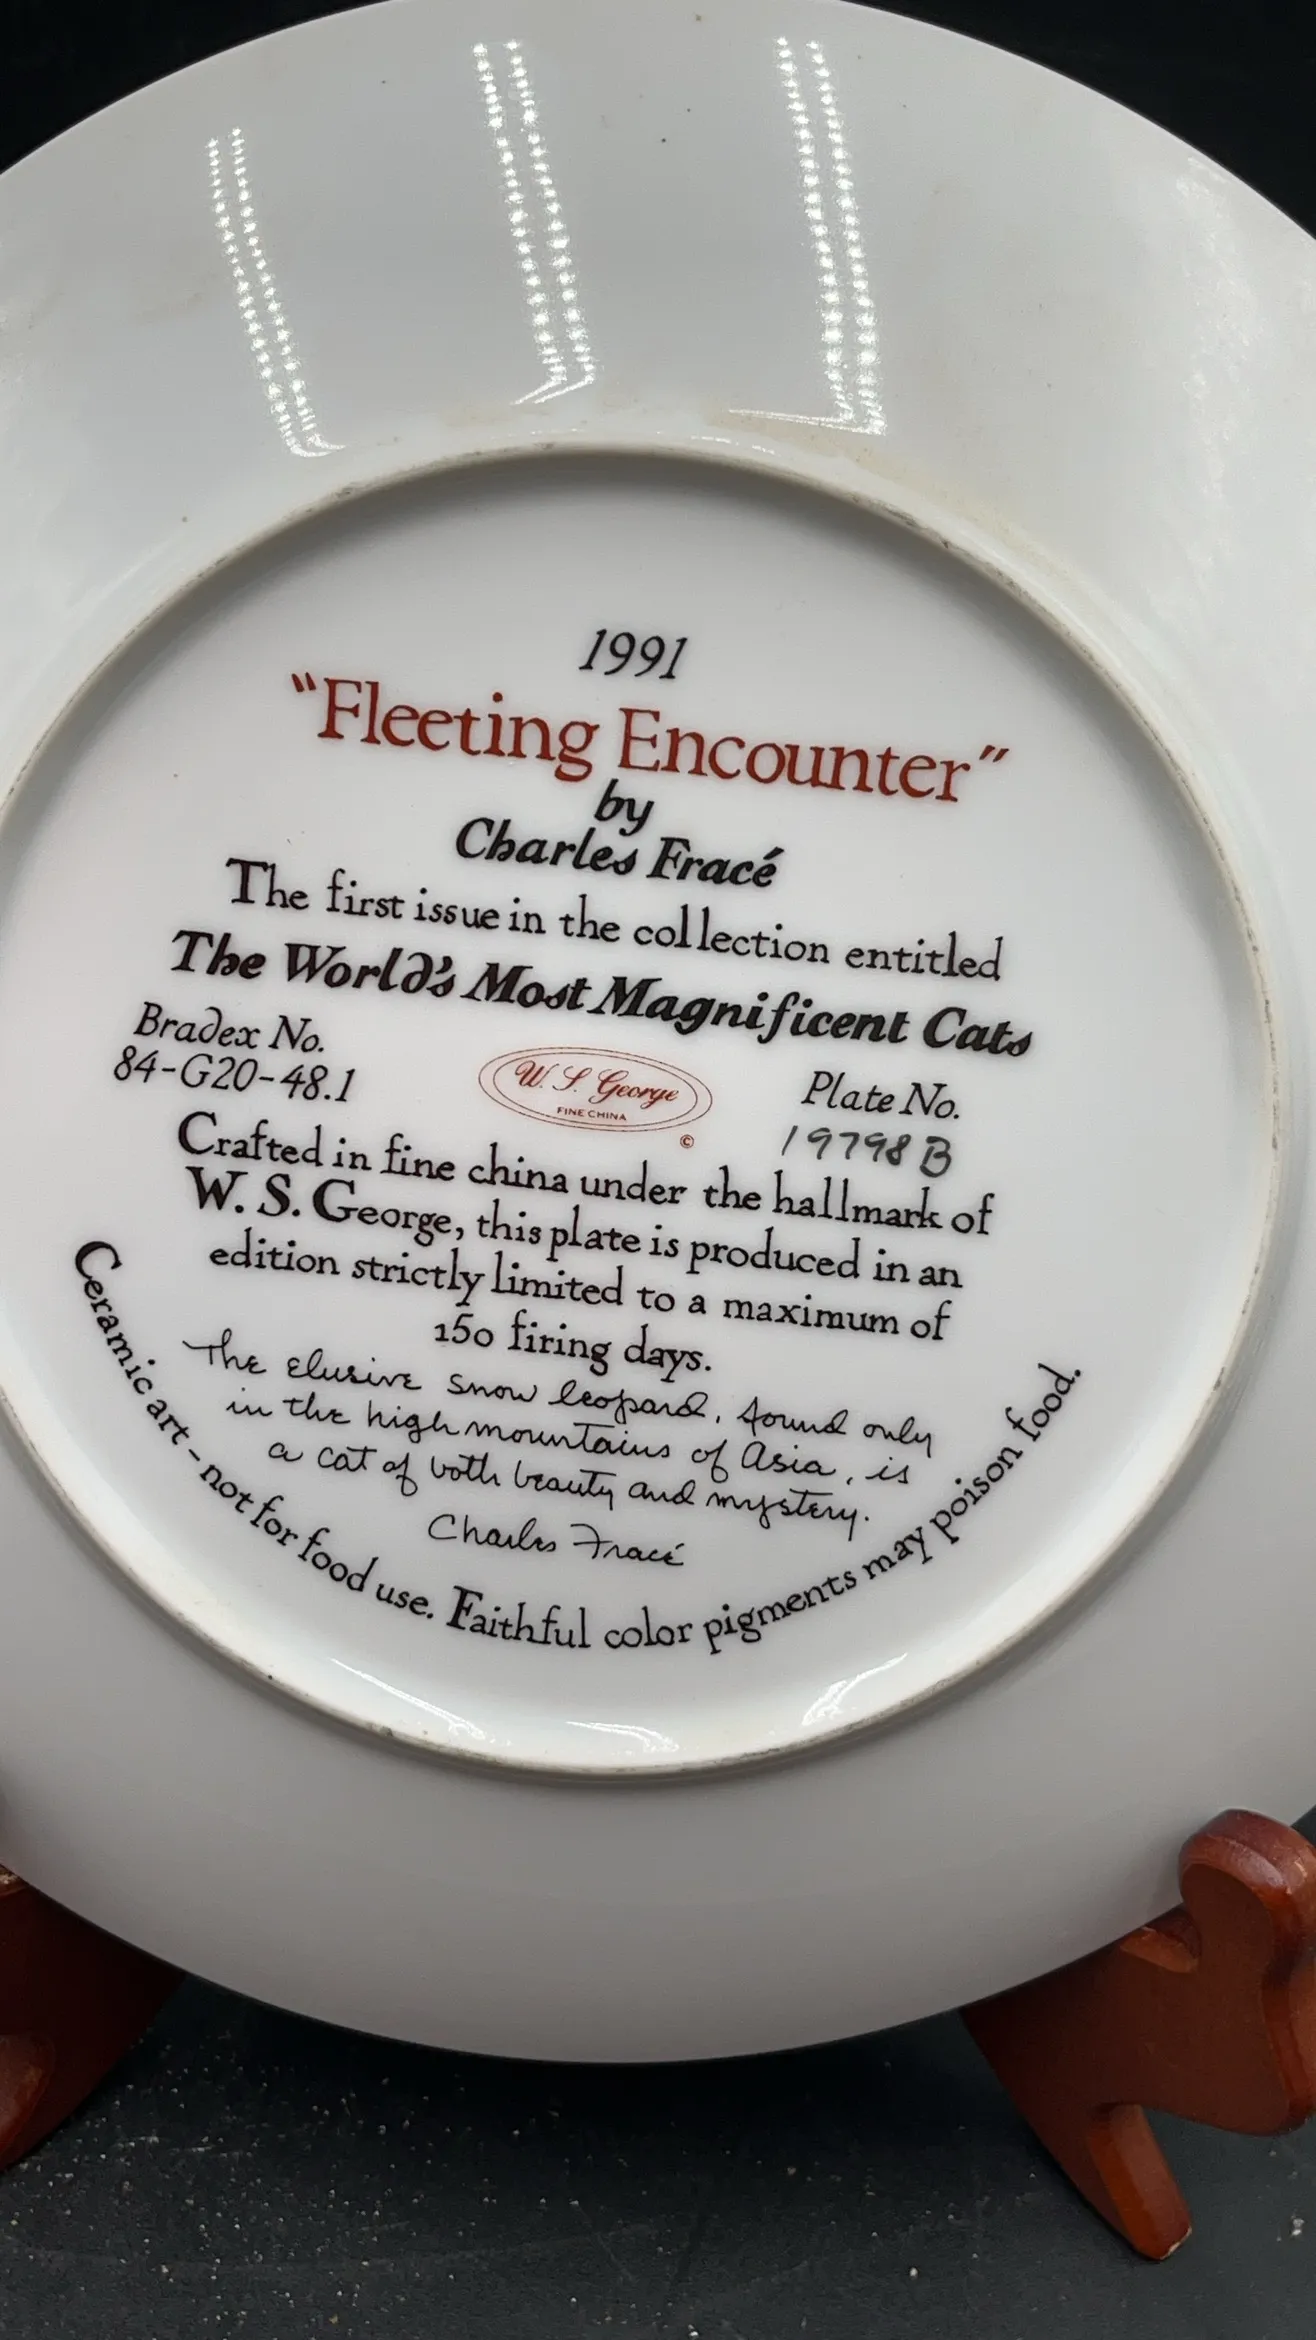 1991
"Fleeting Encounter"
by
Charles Fracé
The first issue in the collection entitled
The World's Most Magnificent Cats
Bradex No.
84-G20-48.1
W. S. George
FINE CHINA
©
Plate No.
19798B
Crafted in fine china under the hallmark of
W. S. George, this plate is produced in an
edition strictly limited to a maximum of
150 firing days.
The elusive snow leopard, found only
in the high mountains of Asia, is
a cat of both beauty and mystery.
Charles Fracé
Ceramic art - not for food use. Faithful color pigments may poison food.